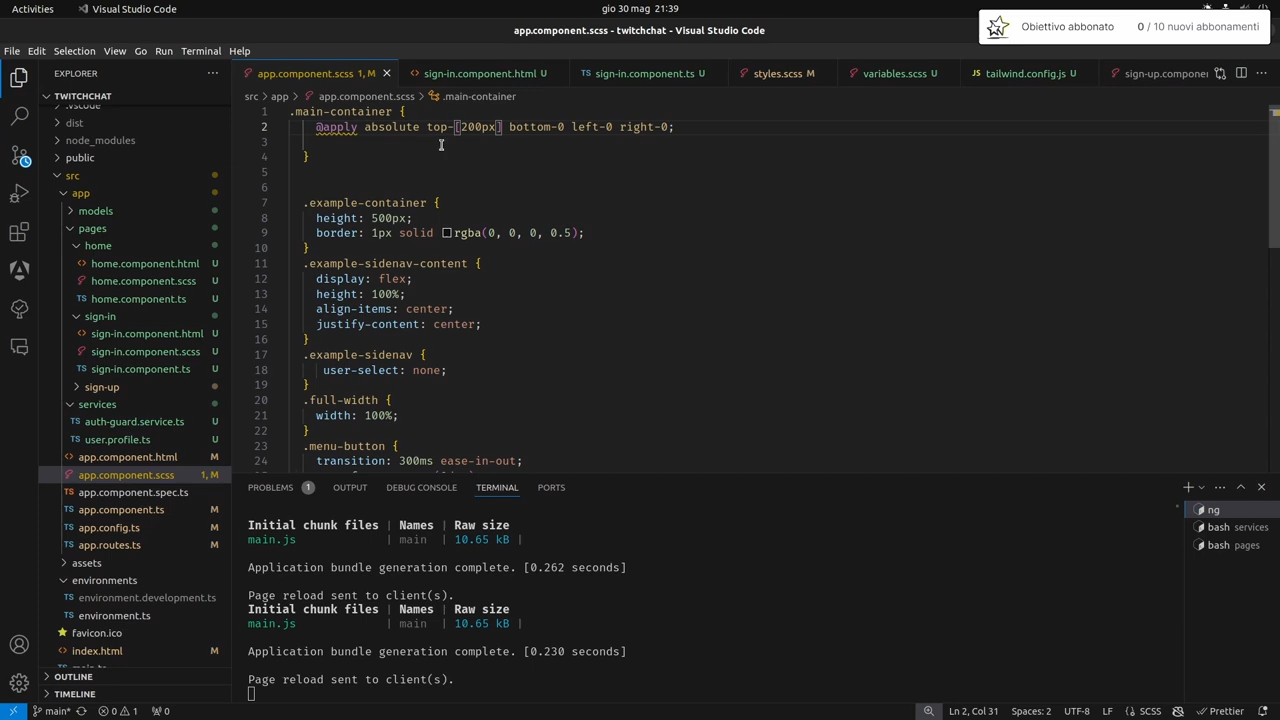 Activities
Visual Studio Code
gio 30 mag 21:39
app.component.scss - twitchchat - Visual Studio Code
Obiettivo abbonato 0 / 10 nuovi abbonamenti
File Edit Selection View Go Run Terminal Help
EXPLORER
app.component.scss 1, M
sign-in.component.html U
sign-in.component.ts U
styles.scss M
variables.scss U
tailwind.config.js U
sign-up.compone
TWITCHCHAT
.vscode
dist
node_modules
public
src
app
models
pages
home
home.component.html U
home.component.scss U
home.component.ts U
sign-in
sign-in.component.html U
sign-in.component.scss U
sign-in.component.ts U
sign-up
services
auth-guard.service.ts U
user.profile.ts U
app.component.html M
app.component.scss 1, M
app.component.spec.ts
app.component.ts M
app.config.ts M
app.routes.ts M
assets
environments
environment.development.ts
environment.ts
favicon.ico
index.html M
OUTLINE
TIMELINE
src > app > app.component.scss > .main-container
1 .main-container {
2 @apply absolute top-[200px] bottom-0 left-0 right-0;
3
4 }
5
6
7 .example-container {
8 height: 500px;
9 border: 1px solid rgba(0, 0, 0, 0.5);
10 }
11 .example-sidenav-content {
12 display: flex;
13 height: 100%;
14 align-items: center;
15 justify-content: center;
16 }
17 .example-sidenav {
18 user-select: none;
19 }
20 .full-width {
21 width: 100%;
22 }
23 .menu-button {
24 transition: 300ms ease-in-out;
PROBLEMS 1 OUTPUT DEBUG CONSOLE TERMINAL PORTS
Initial chunk files | Names | Raw size
main.js | main | 10.65 kB |
Application bundle generation complete. [0.262 seconds]
Page reload sent to client(s).
Initial chunk files | Names | Raw size
main.js | main | 10.65 kB |
Application bundle generation complete. [0.230 seconds]
Page reload sent to client(s).
ng
bash services
bash pages
main* 0 1 0
Ln 2, Col 31 Spaces: 2 UTF-8 LF {} SCSS Prettier